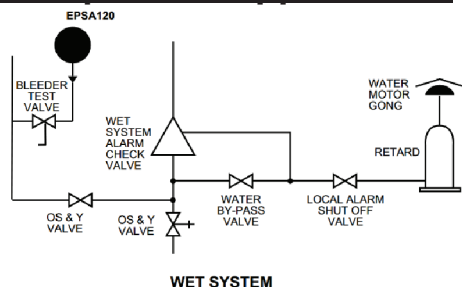 EPSA120
BLEEDER
TEST
VALVE
WET
SYSTEM
ALARM
CHECK
VALVE
WATER
MOTOR
GONG
RETARD
OS & Y
VALVE
OS & Y
VALVE
WATER
BY-PASS
VALVE
LOCAL ALARM
SHUT OFF
VALVE
WET SYSTEM